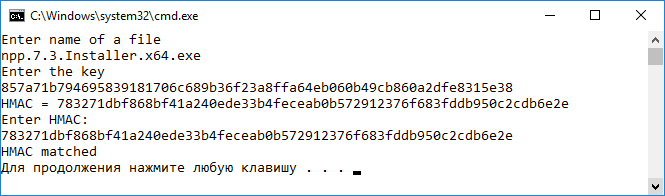 C:\Windows\system32\cmd.exe
Enter name of a file
npp.7.3.Installer.x64.exe
Enter the key
857a71b794695839181706c689b36f23a8ffa64eb060b49cb860a2dfe8315e38
HMAC = 783271dbf868bf41a240ede33b4feceab0b572912376f683fddb950c2cdb6e2e
Enter HMAC:
783271dbf868bf41a240ede33b4feceab0b572912376f683fddb950c2cdb6e2e
HMAC matched
Для продолжения нажмите любую клавишу . . .